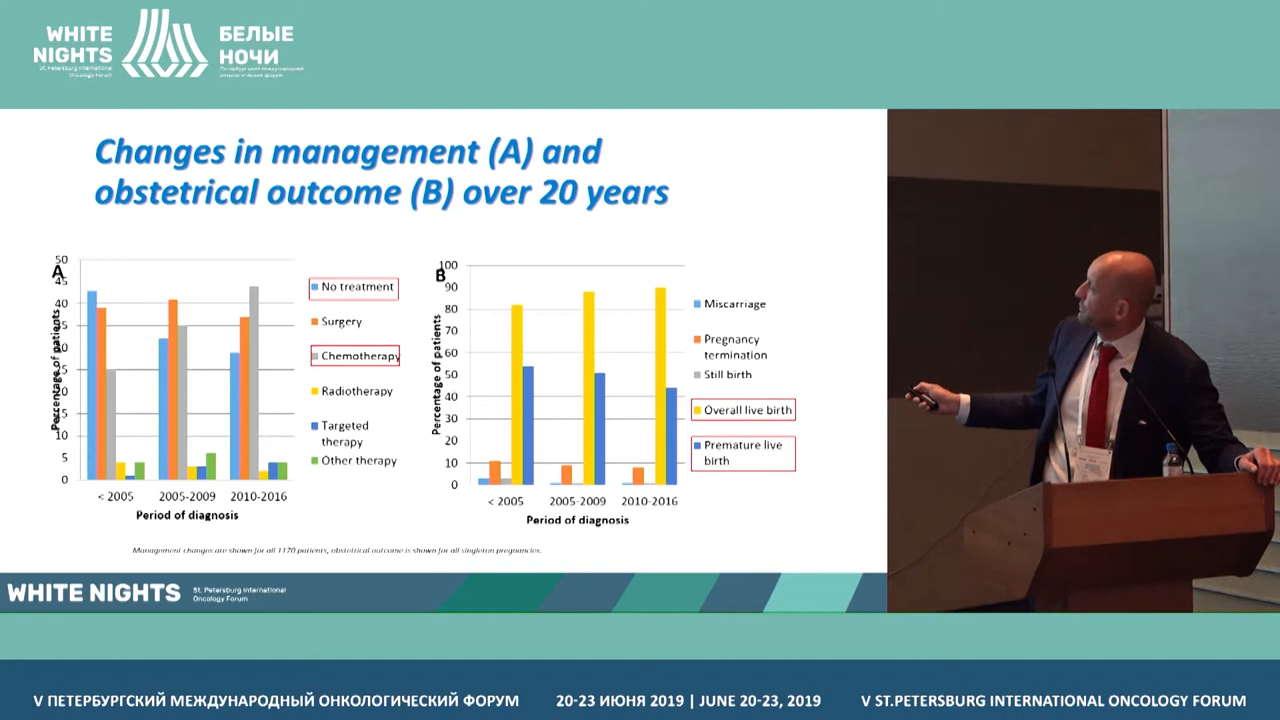 WHITE
NIGHTS
St. Petersburg International
Oncology Forum
БЕЛЫЕ
НОЧИ
Петербургский международный
онкологический форум
Changes in management (A) and
obstetrical outcome (B) over 20 years
A
Percentage of patients
50
45
40
35
30
25
20
15
10
5
0
< 2005
2005-2009
2010-2016
Period of diagnosis
No treatment
Surgery
Chemotherapy
Radiotherapy
Targeted
therapy
Other therapy
B
Percentage of patients
100
90
80
70
60
50
40
30
20
10
0
< 2005
2005-2009
2010-2016
Period of diagnosis
Miscarriage
Pregnancy
termination
Still birth
Overall live birth
Premature live
birth
Management changes are shown for all 1170 patients, obstetrical outcome is shown for all singleton pregnancies.
WHITE NIGHTS
St. Petersburg International
Oncology Forum
V ПЕТЕРБУРГСКИЙ МЕЖДУНАРОДНЫЙ ОНКОЛОГИЧЕСКИЙ ФОРУМ
20-23 ИЮНЯ 2019 | JUNE 20-23, 2019
V ST.PETERSBURG INTERNATIONAL ONCOLOGY FORUM